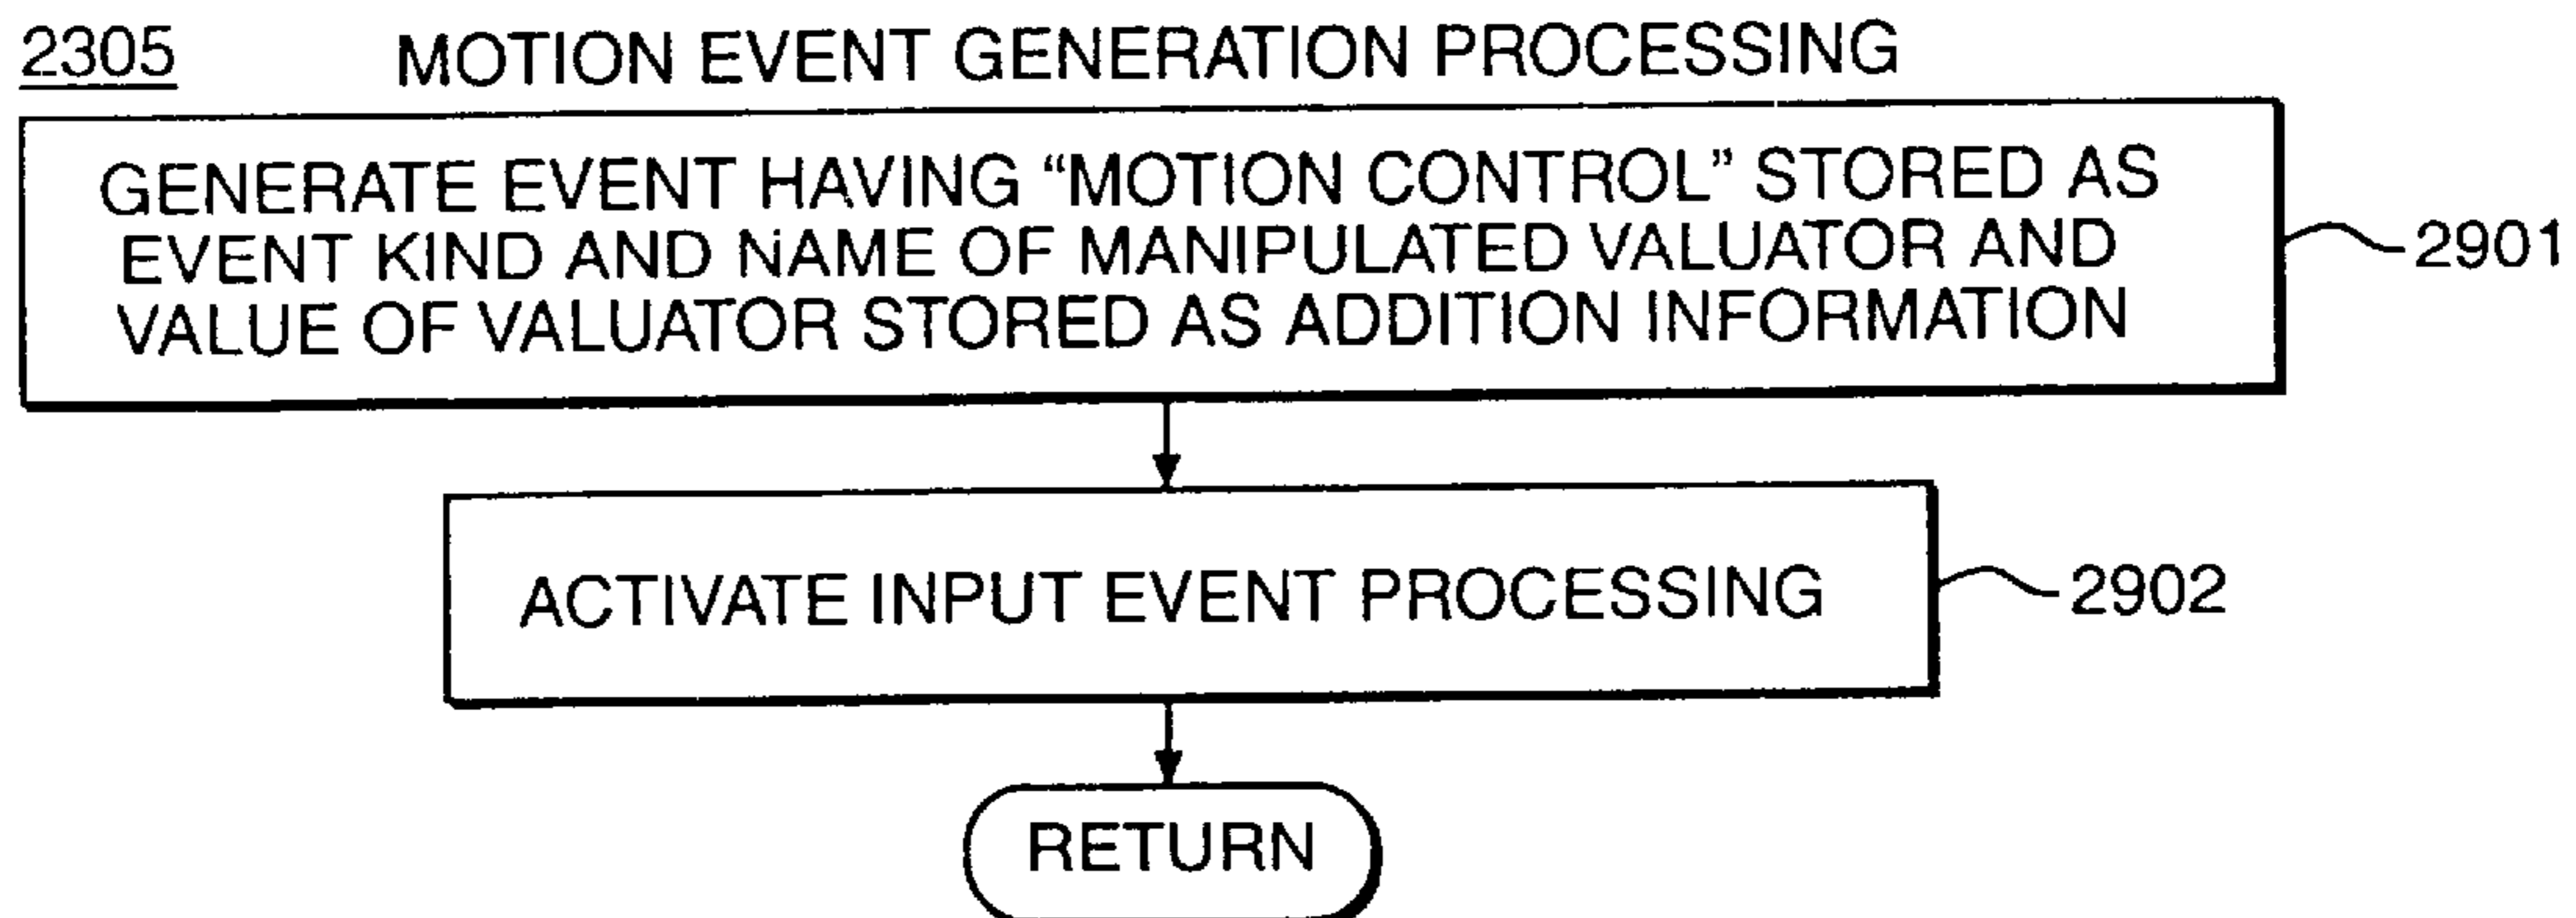 2305 MOTION EVENT GENERATION PROCESSING
GENERATE EVENT HAVING “MOTION CONTROL” STORED AS
EVENT KIND AND NAME OF MANIPULATED VALUATOR AND
VALUE OF VALUATOR STORED AS ADDITION INFORMATION
2901
ACTIVATE INPUT EVENT PROCESSING
2902
RETURN